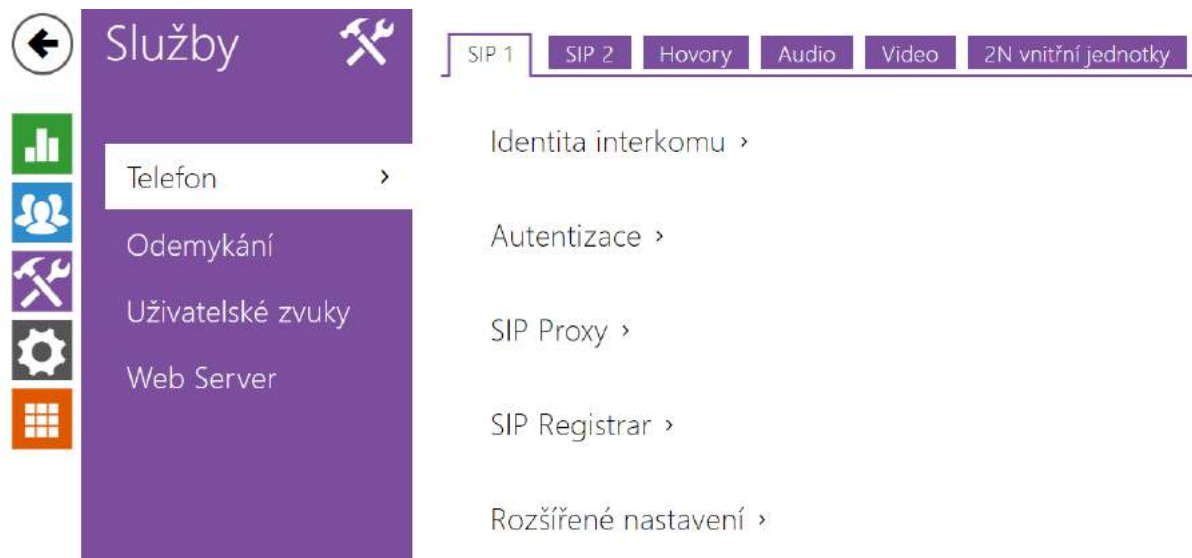 Služby
SIP 1 SIP 2 Hovory Audio Video 2N vnitřní jednotky
Telefon
Odemykání
Uživatelské zvuky
Web Server
Identita interkomu
Autentizace
SIP Proxy
SIP Registrar
Rozšířené nastavení